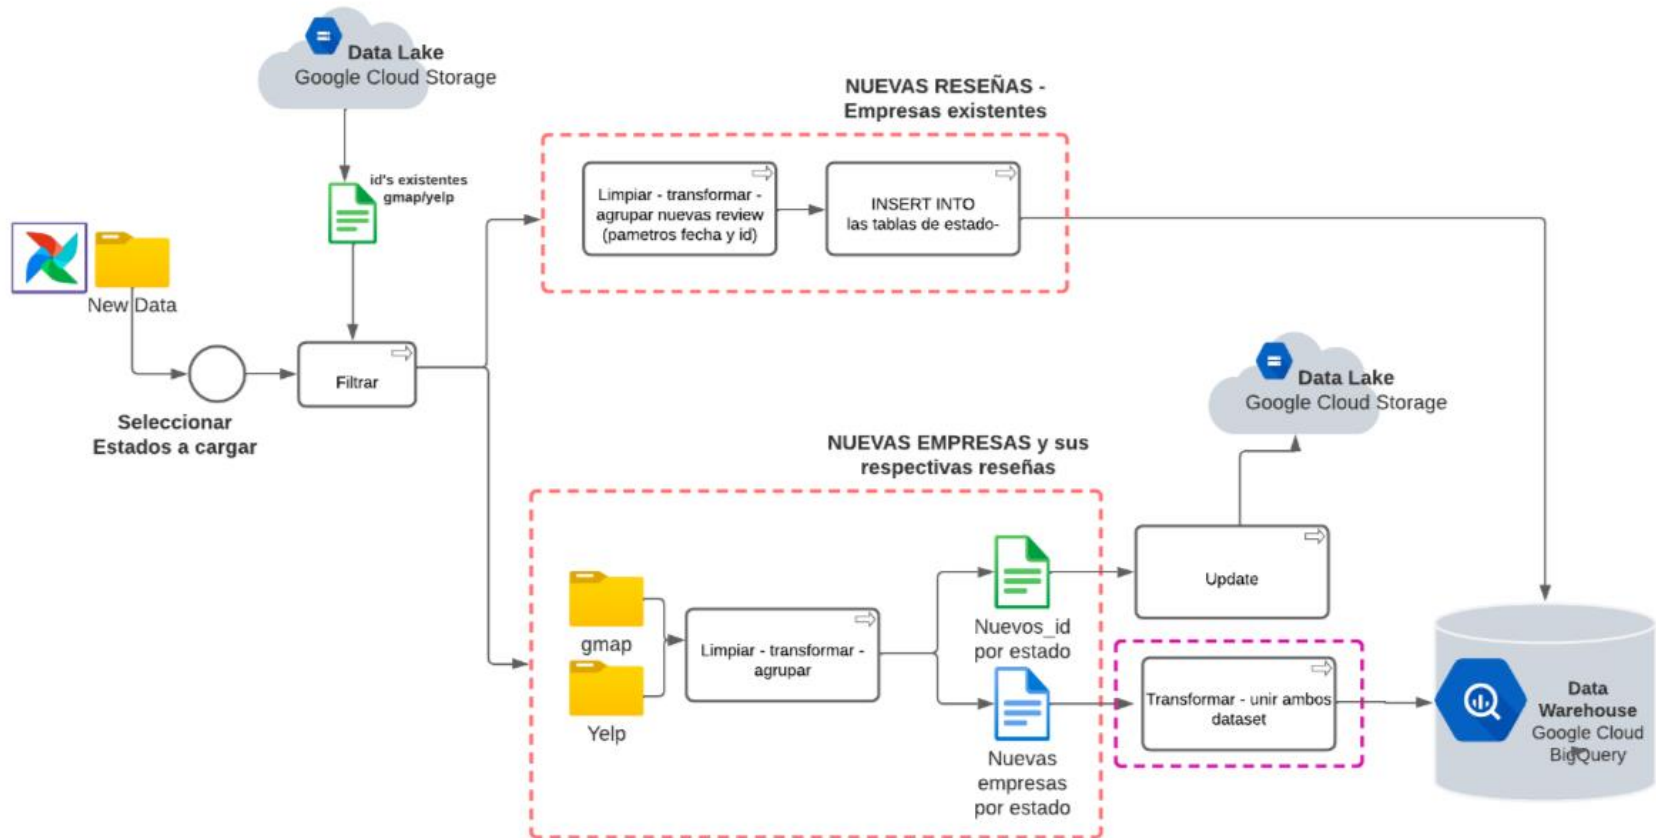 Data Lake
Google Cloud Storage
id's existentes
gmap/yelp
New Data
Seleccionar
Estados a cargar
Filtrar
NUEVAS RESEÑAS -
Empresas existentes
Limpiar - transformar -
agrupar nuevas review
(pametros fecha y id)
INSERT INTO
las tablas de estado-
Data Lake
Google Cloud Storage
NUEVAS EMPRESAS y sus
respectivas reseñas
gmap
Yelp
Limpiar - transformar -
agrupar
Nuevos_id
por estado
Nuevas
empresas
por estado
Update
Transformar - unir ambos
dataset
Data
Warehouse
Google Cloud
BigQuery